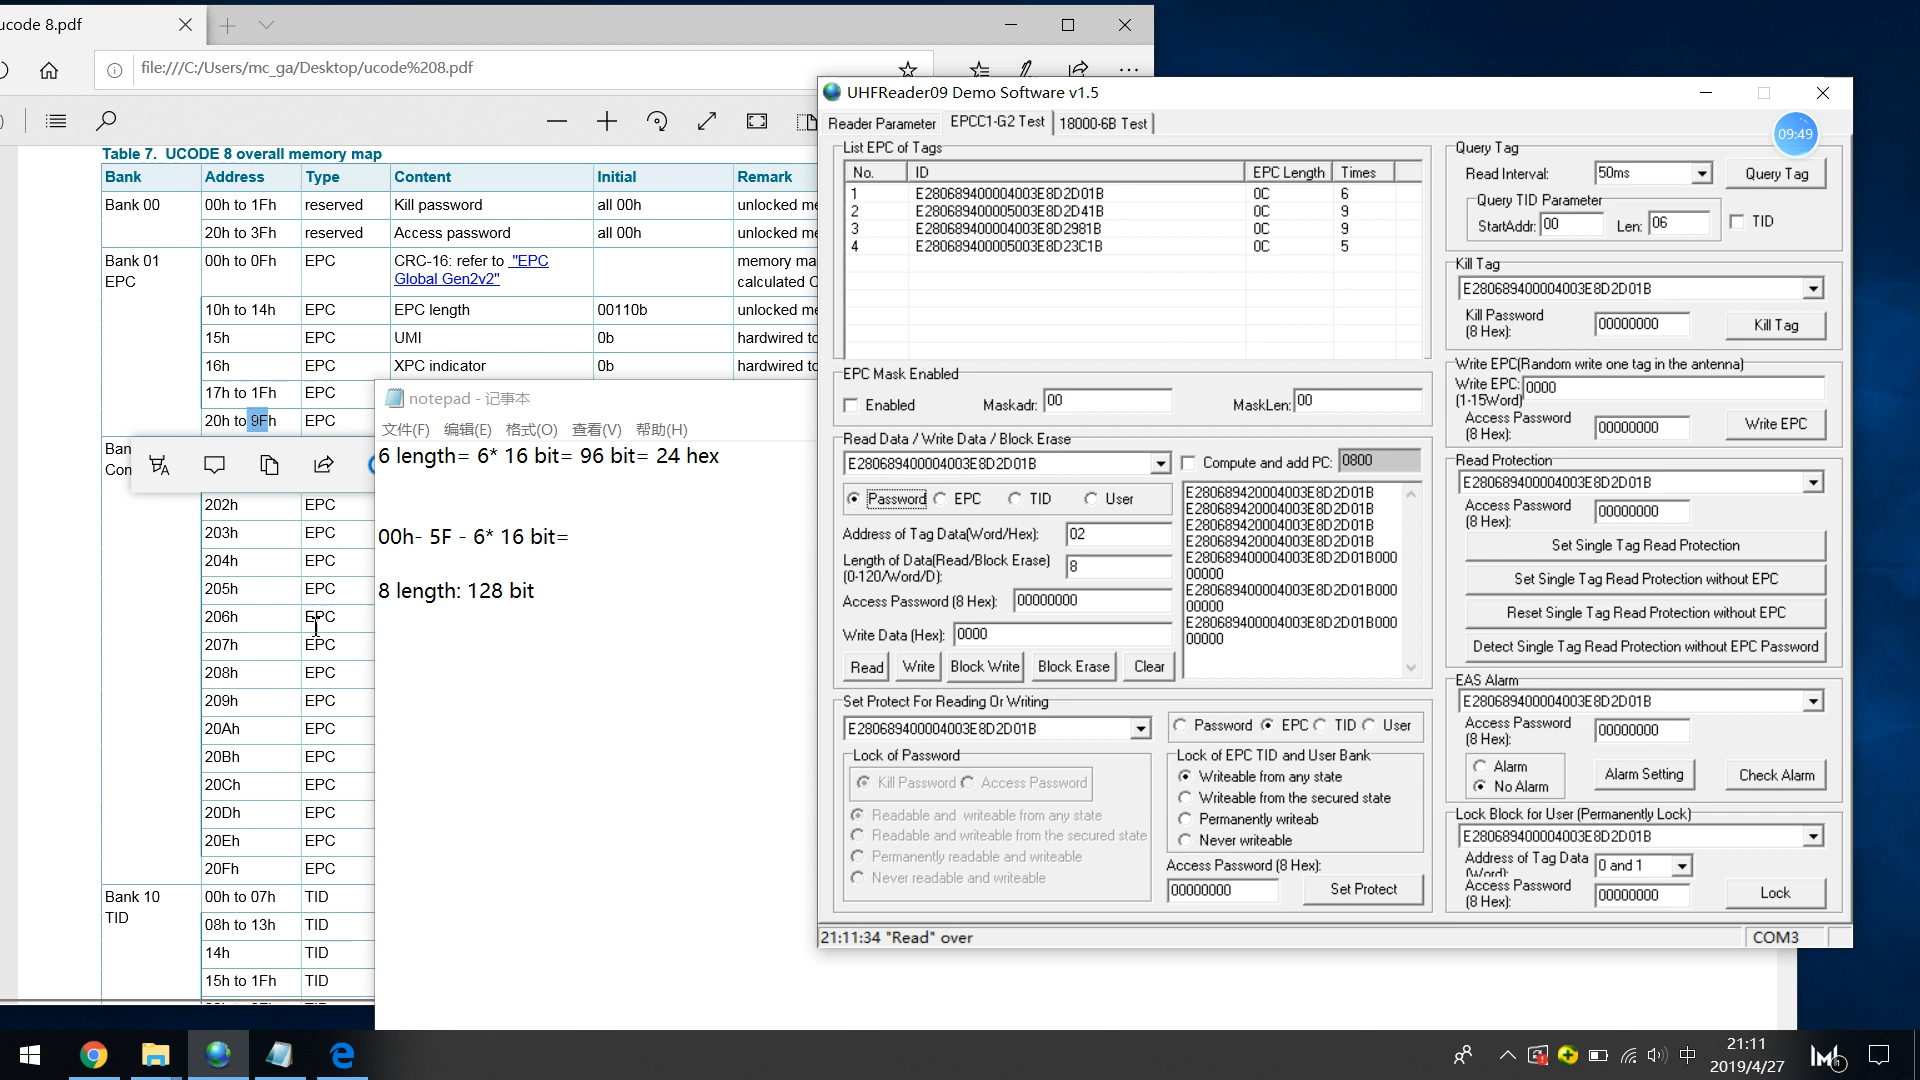 ucode 8.pdf
file:///C:/Users/mc_ga/Desktop/ucode%208.pdf
Table 7. UCODE 8 overall memory map
Bank Address Type Content Initial Remark
Bank 00 00h to 1Fh reserved Kill password all 00h unlocked me
20h to 3Fh reserved Access password all 00h unlocked me
Bank 01 EPC 00h to 0Fh EPC CRC-16: refer to "EPC Global Gen2v2" memory ma calculated C
10h to 14h EPC EPC length 00110b unlocked me
15h EPC UMI 0b hardwired to
16h EPC XPC indicator 0b hardwired to
17h to 1Fh EPC
20h to 9Fh EPC
Ban
Con
202h EPC
203h EPC
204h EPC
205h EPC
206h EPC
207h EPC
208h EPC
209h EPC
20Ah EPC
20Bh EPC
20Ch EPC
20Dh EPC
20Eh EPC
20Fh EPC
Bank 10 TID 00h to 07h TID
08h to 13h TID
14h TID
15h to 1Fh TID
notepad - 记事本
文件(F) 编辑(E) 格式(O) 查看(V) 帮助(H)
6 length= 6* 16 bit= 96 bit= 24 hex
00h- 5F - 6* 16 bit=
8 length: 128 bit
UHFReader09 Demo Software v1.5
Reader Parameter EPCC1-G2 Test 18000-6B Test
09:49
List EPC of Tags
No. ID EPC Length Times
1 E280689400004003E8D2D01B 0C 6
2 E280689400005003E8D2D41B 0C 9
3 E280689400004003E8D2981B 0C 9
4 E280689400005003E8D23C1B 0C 5
EPC Mask Enabled
Enabled Maskadr: 00 MaskLen: 00
Read Data / Write Data / Block Erase
E280689400004003E8D2D01B Compute and add PC: 0800
Password EPC TID User
Address of Tag Data(Word/Hex): 02
Length of Data(Read/Block Erase) (0-120/Word/D): 8
Access Password (8 Hex): 00000000
Write Data (Hex): 0000
Read Write Block Write Block Erase Clear
E280689420004003E8D2D01B
E280689420004003E8D2D01B
E280689420004003E8D2D01B
E280689420004003E8D2D01B
E280689400004003E8D2D01B000
00000
E280689400004003E8D2D01B000
00000
E280689400004003E8D2D01B000
00000
Set Protect For Reading Or Writing
E280689400004003E8D2D01B
Password EPC TID User
Lock of Password
Kill Password Access Password
Readable and writeable from any state
Readable and writeable from the secured state
Permanently readable and writeable
Never readable and writeable
Lock of EPC TID and User Bank
Writeable from any state
Writeable from the secured state
Permanently writeab
Never writeable
Access Password (8 Hex):
00000000 Set Protect
Query Tag
Read Interval: 50ms Query Tag
Query TID Parameter
StartAddr: 00 Len: 06 TID
Kill Tag
E280689400004003E8D2D01B
Kill Password (8 Hex): 00000000 Kill Tag
Write EPC(Random write one tag in the antenna)
Write EPC: (1-15Word) 0000
Access Password (8 Hex): 00000000 Write EPC
Read Protection
E280689400004003E8D2D01B
Access Password (8 Hex): 00000000
Set Single Tag Read Protection
Set Single Tag Read Protection without EPC
Reset Single Tag Read Protection without EPC
Detect Single Tag Read Protection without EPC Password
EAS Alarm
E280689400004003E8D2D01B
Access Password (8 Hex): 00000000
Alarm
No Alarm
Alarm Setting Check Alarm
Lock Block for User (Permanently Lock)
E280689400004003E8D2D01B
Address of Tag Data (Word): 0 and 1
Access Password (8 Hex): 00000000 Lock
21:11:34 "Read" over COM3
中
21:11
2019/4/27